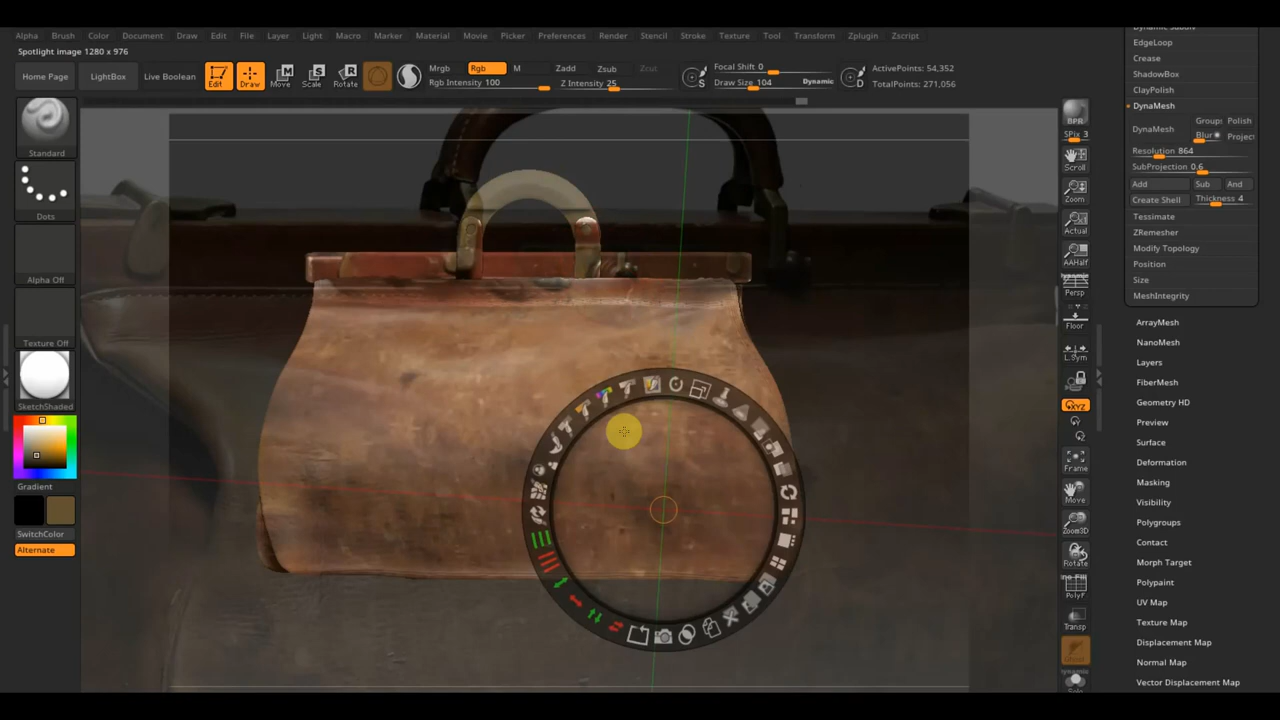 Alpha Brush Color Document Draw Edit File Layer Light Macro Marker Material Movie Picker Preferences Render Stencil Stroke Texture Tool Transform Zplugin Zscript
Spotlight image 1280 x 976
Home Page
LightBox
Live Boolean
Edit
Draw
Move
Scale
Rotate
Mrgb Rgb M Zadd Zsub Zcut
Rgb Intensity 100
Z Intensity 25
S
Focal Shift 0
Draw Size 104 Dynamic
D
ActivePoints: 54,352
TotalPoints: 271,056
Standard
Dots
Alpha Off
Texture Off
SketchShaded
Gradient
SwitchColor
Alternate
BPR
SPix 3
Scroll
Zoom
Actual
AAHalf
Dynamic
Persp
Floor
L.Sym
XYZ
Frame
Move
Zoom3D
Rotate
PolyF
Transp
EdgeLoop
Crease
ShadowBox
ClayPolish
DynaMesh
DynaMesh
Groups Polish
Blur Project
Resolution 864
SubProjection 0.6
Add Sub And
Create Shell Thickness 4
Tessimate
ZRemesher
Modify Topology
Position
Size
MeshIntegrity
ArrayMesh
NanoMesh
Layers
FiberMesh
Geometry HD
Preview
Surface
Deformation
Masking
Visibility
Polygroups
Contact
Morph Target
Polypaint
UV Map
Texture Map
Displacement Map
Normal Map
Vector Displacement Map